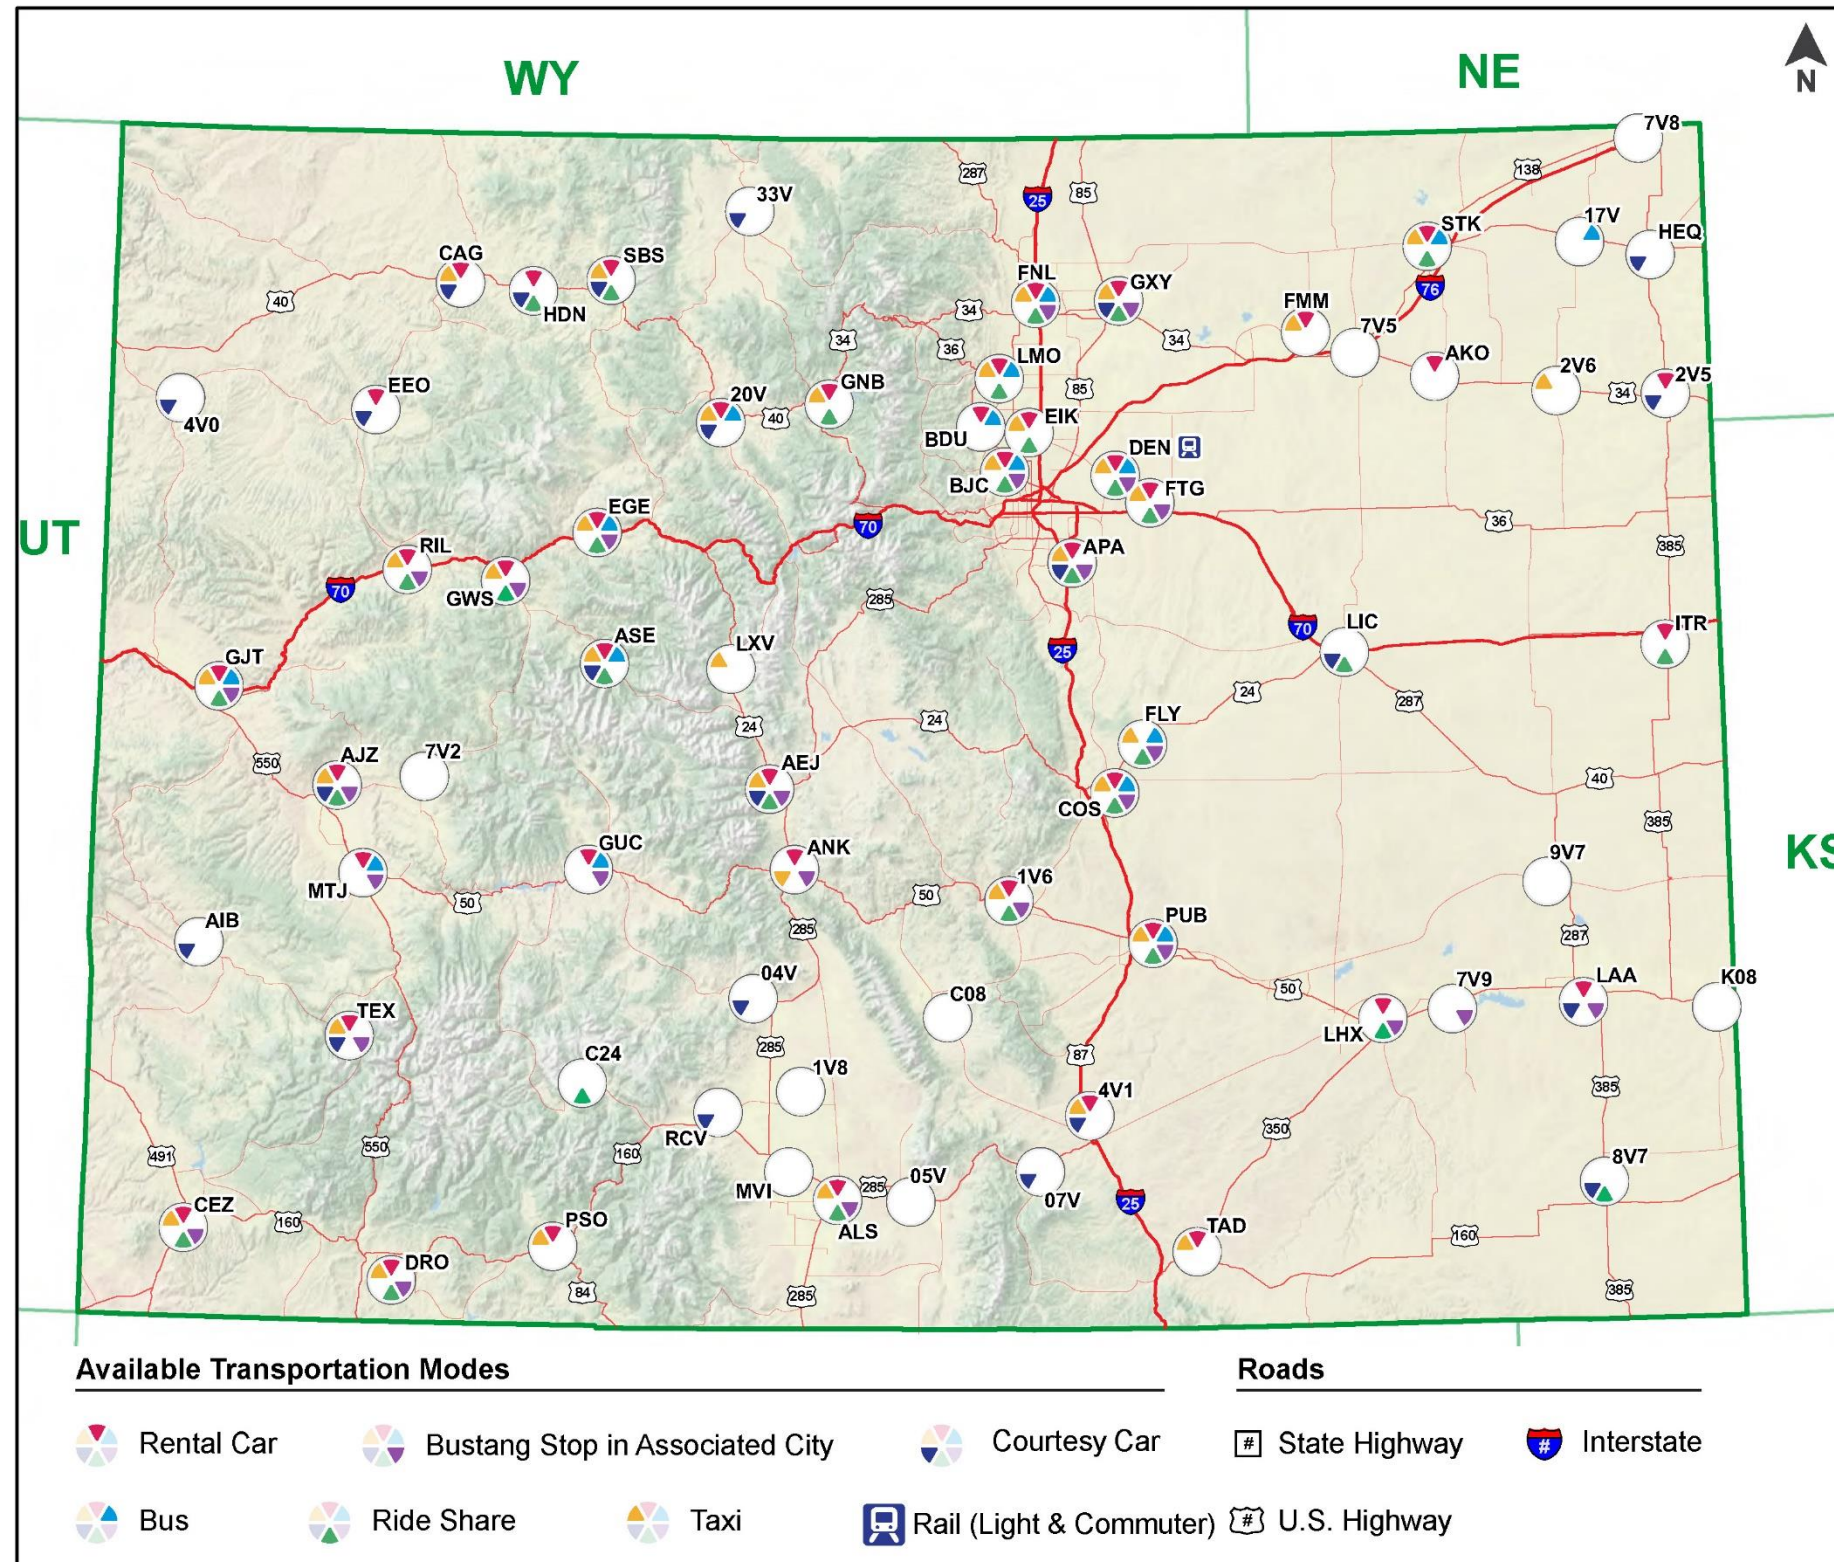 WY
NE
N
7V8
138
287
25
85
33V
17V
STK
HEQ
CAG
SBS
FNL
GXY
76
40
HDN
34
FMM
7V5
34
36
34
LMO
AKO
2V6
2V5
EEO
20V
GNB
85
34
4V0
40
BDU
EIK
DEN
BJC
FTG
EGE
70
36
UT
RIL
APA
385
70
GWS
285
ASE
LXV
25
70
LIC
ITR
GJT
24
287
24
24
FLY
550
AJZ
7V2
AEJ
40
COS
385
GUC
ANK
9V7
KS
MTJ
50
50
1V6
AIB
285
PUB
287
04V
C08
50
7V9
LAA
K08
TEX
LHX
285
C24
87
1V8
4V1
385
RCV
350
491
550
160
8V7
MVI
285
05V
07V
CEZ
25
160
PSO
ALS
TAD
160
DRO
84
285
385
Available Transportation Modes
Roads
Rental Car
Bustang Stop in Associated City
Courtesy Car
# State Highway
# Interstate
Bus
Ride Share
Taxi
Rail (Light & Commuter)
# U.S. Highway